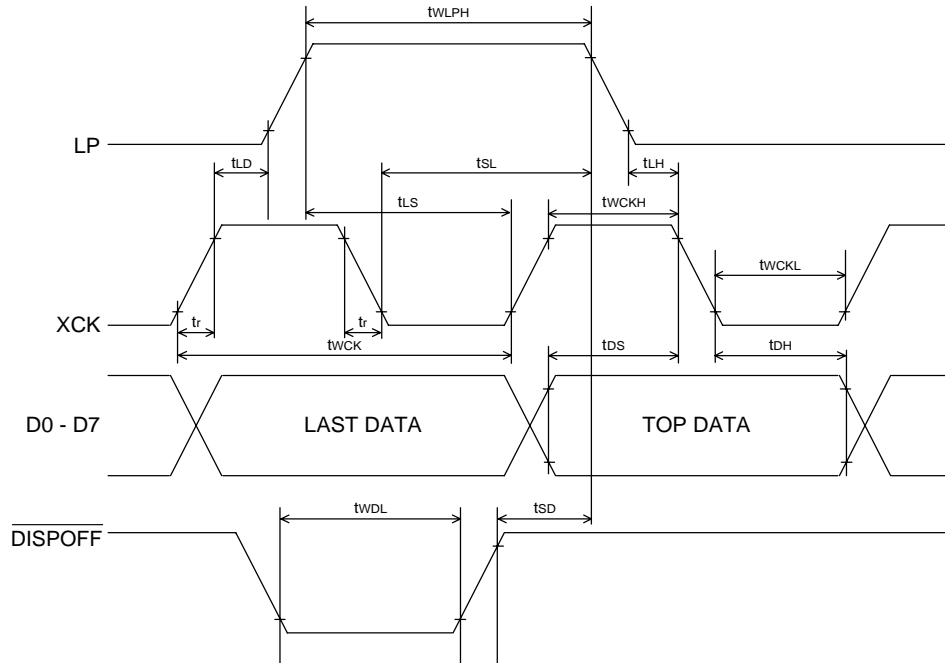 tWLPH
LP
tLD
tSL
tLH
tLS
tWCKH
tWCKL
XCK
tr
tr
tWCK
tDS
tDH
D0 - D7
LAST DATA
TOP DATA
tWDL
tSD
DISPOFF